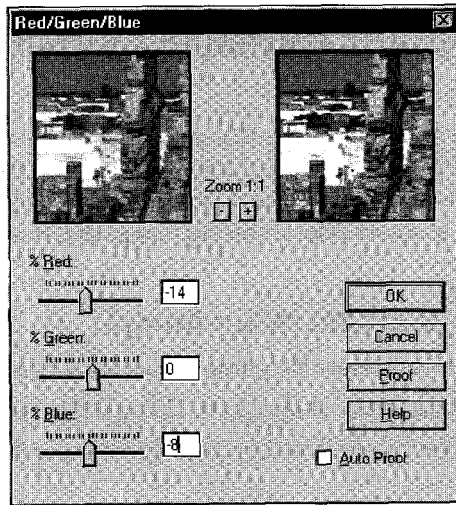 Red/Green/Blue
Zoom 1:1
- +
% Red:
-14
OK
% Green:
0
Cancel
Proof
% Blue:
-8
Help
Auto Proof